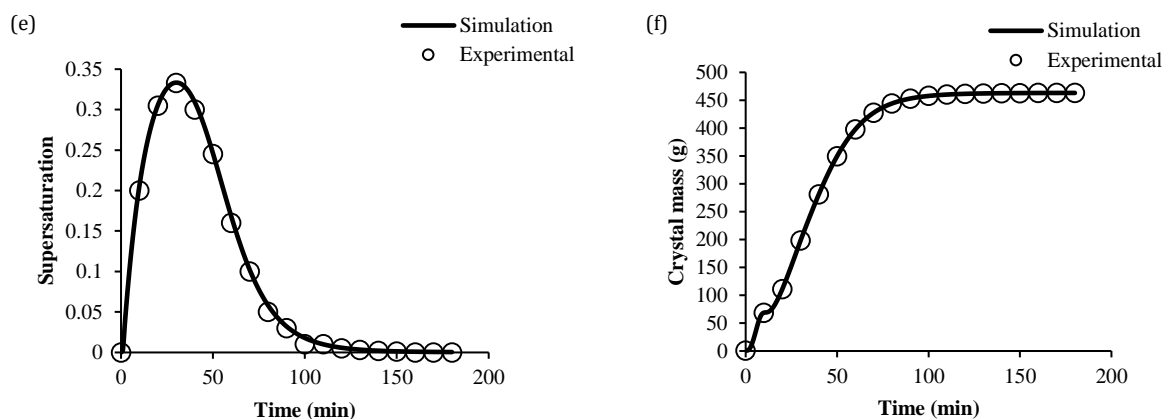 (e)
Simulation
Experimental
0.35
0.3
0.25
0.2
0.15
0.1
0.05
0
Supersaturation
0 50 100 150 200
Time (min)
(f)
Simulation
Experimental
500
450
400
350
300
250
200
150
100
50
0
Crystal mass (g)
0 50 100 150 200
Time (min)